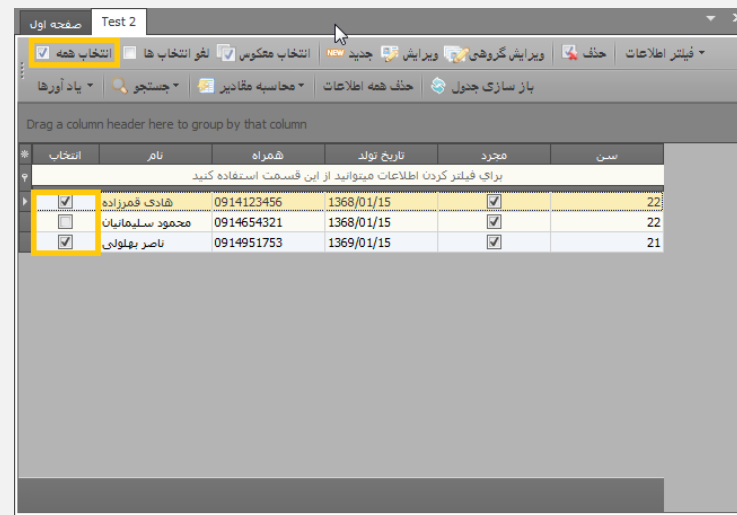 صفحه اول Test 2
انتخاب همه لغو انتخاب ها انتخاب معکوس جدید NEW ویرایش ویرایش گروهی حذف فیلتر اطلاعات
یاد آورها جستجو محاسبه مقادیر حذف همه اطلاعات باز سازی جدول
Drag a column header here to group by that column
انتخاب نام همراه تاریخ تولد مجرد سن
برای فیلتر کردن اطلاعات میتوانید از این قسمت استفاده کنید
هادی قمرزاده 0914123456 1368/01/15 22
محمود سلیمانیان 0914654321 1368/01/15 22
ناصر بهلولی 0914951753 1369/01/15 21